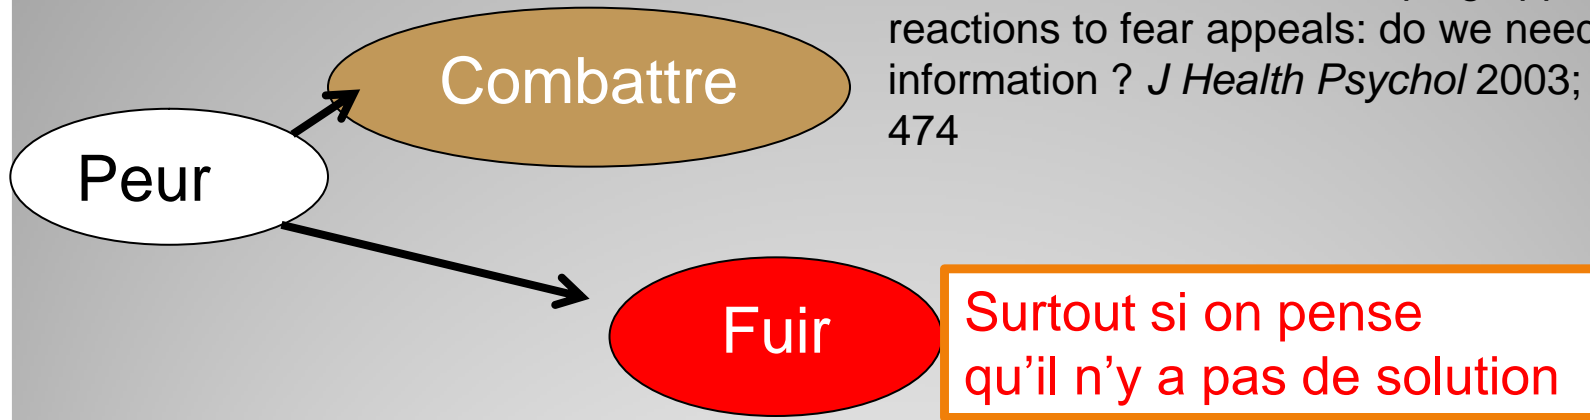 reactions to fear appeals: do we need
information ? J Health Psychol 2003;
474
Combattre
Peur
Fuir
Surtout si on pense
qu’il n’y a pas de solution